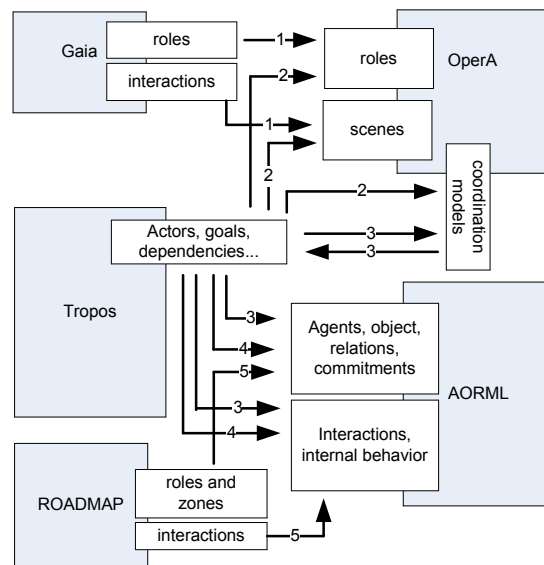 Gaia
roles
interactions
1
2
1
2
roles
scenes
OperA
coordination
models
2
3
3
Actors, goals,
dependencies...
Tropos
3
4
5
3
4
Agents, object,
relations,
commitments
Interactions,
internal behavior
AORML
ROADMAP
roles and
zones
interactions
5